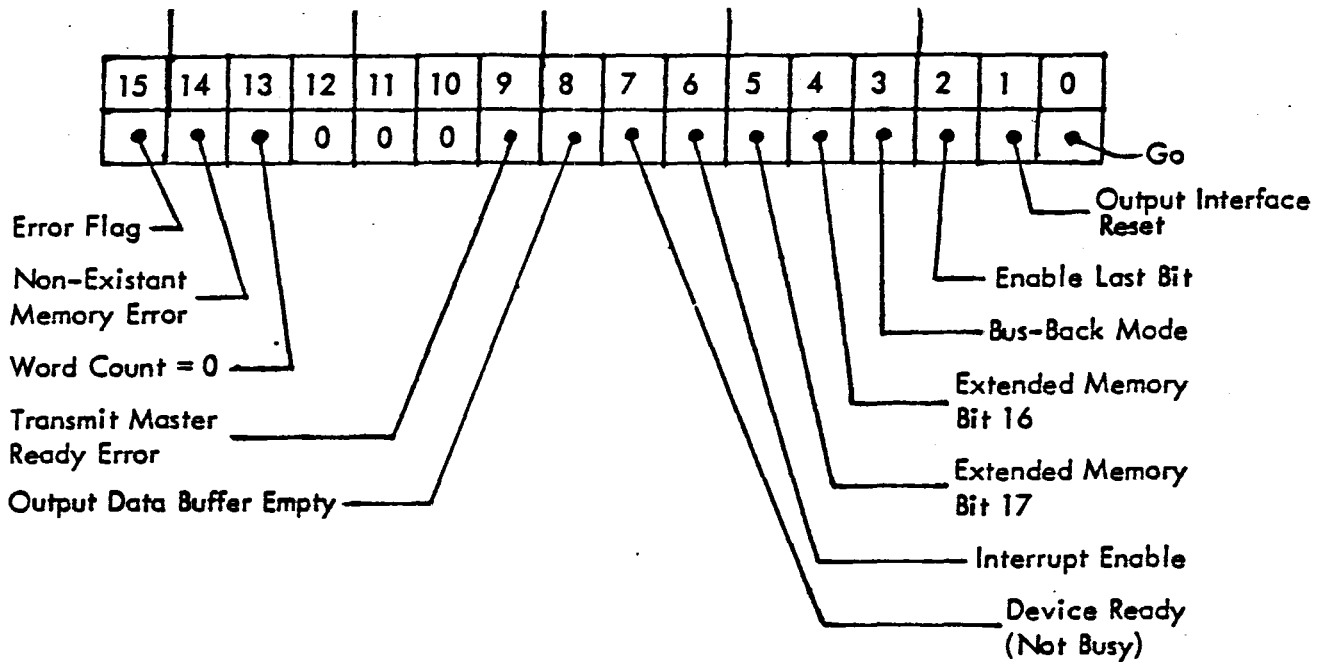 15 14 13 12 11 10 9 8 7 6 5 4 3 2 1 0
0 0 0
Go
Output Interface
Reset
Error Flag
Enable Last Bit
Non-Existant
Memory Error
Bus-Back Mode
Word Count = 0
Extended Memory
Bit 16
Transmit Master
Ready Error
Extended Memory
Bit 17
Output Data Buffer Empty
Interrupt Enable
Device Ready
(Not Busy)